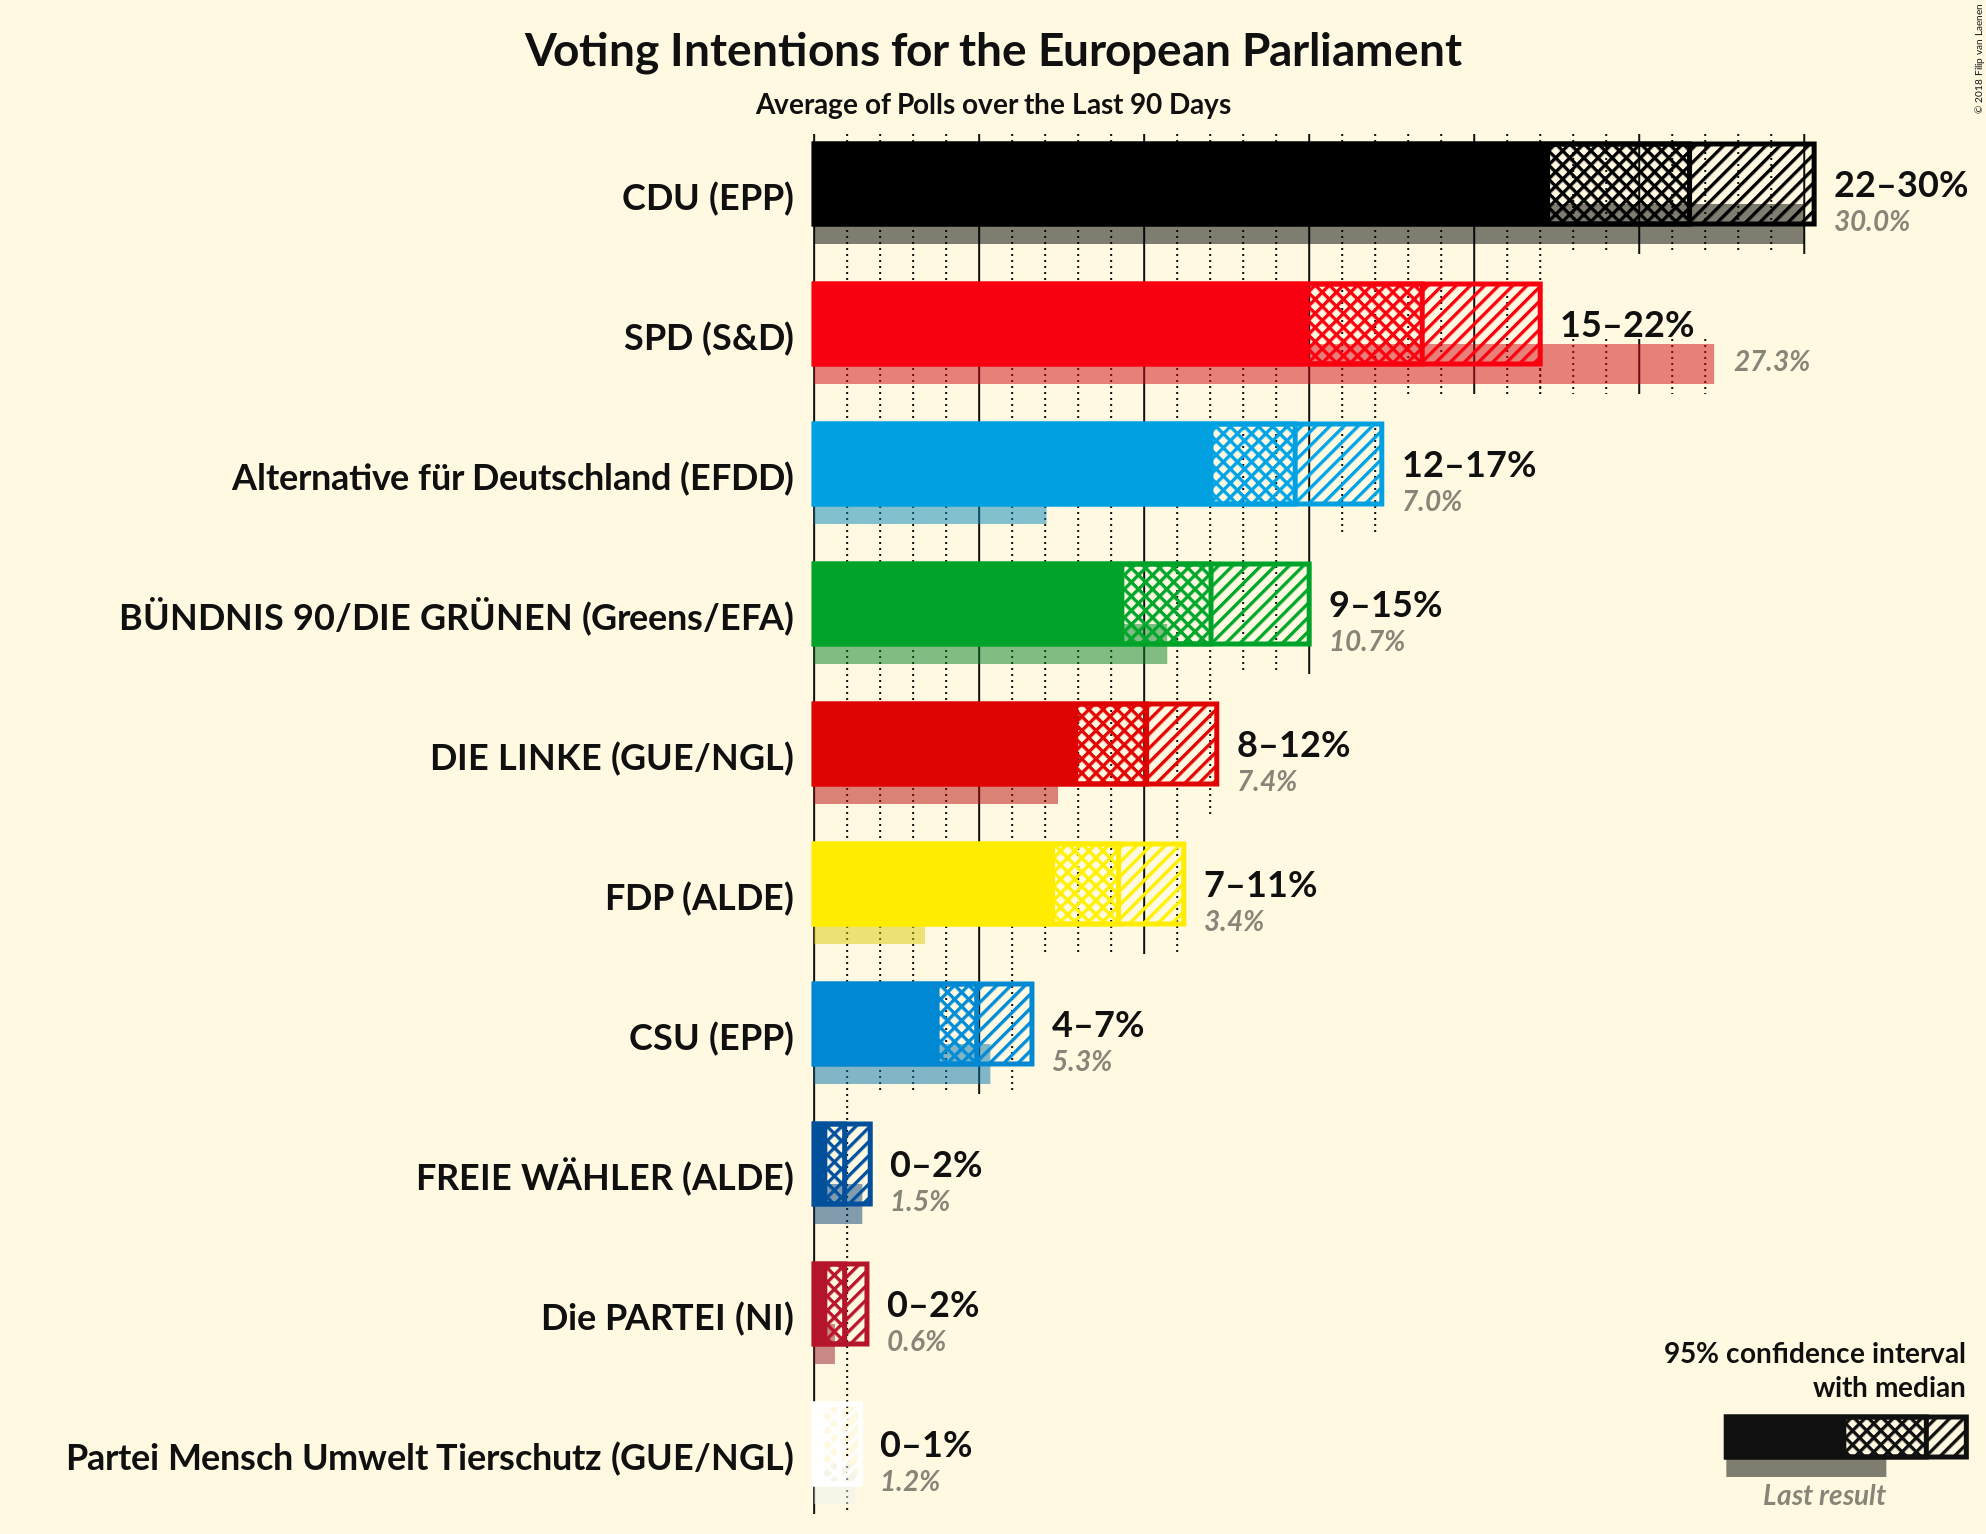 Voting Intentions for the European Parliament
Average of Polls over the Last 90 Days
© 2018 Filip van Laenen
CDU (EPP)
22–30%
30.0%
SPD (S&D)
15–22%
27.3%
Alternative für Deutschland (EFDD)
12–17%
7.0%
BÜNDNIS 90/DIE GRÜNEN (Greens/EFA)
9–15%
10.7%
DIE LINKE (GUE/NGL)
8–12%
7.4%
FDP (ALDE)
7–11%
3.4%
CSU (EPP)
4–7%
5.3%
FREIE WÄHLER (ALDE)
0–2%
1.5%
Die PARTEI (NI)
0–2%
0.6%
Partei Mensch Umwelt Tierschutz (GUE/NGL)
0–1%
1.2%
95% confidence interval
with median
Last result